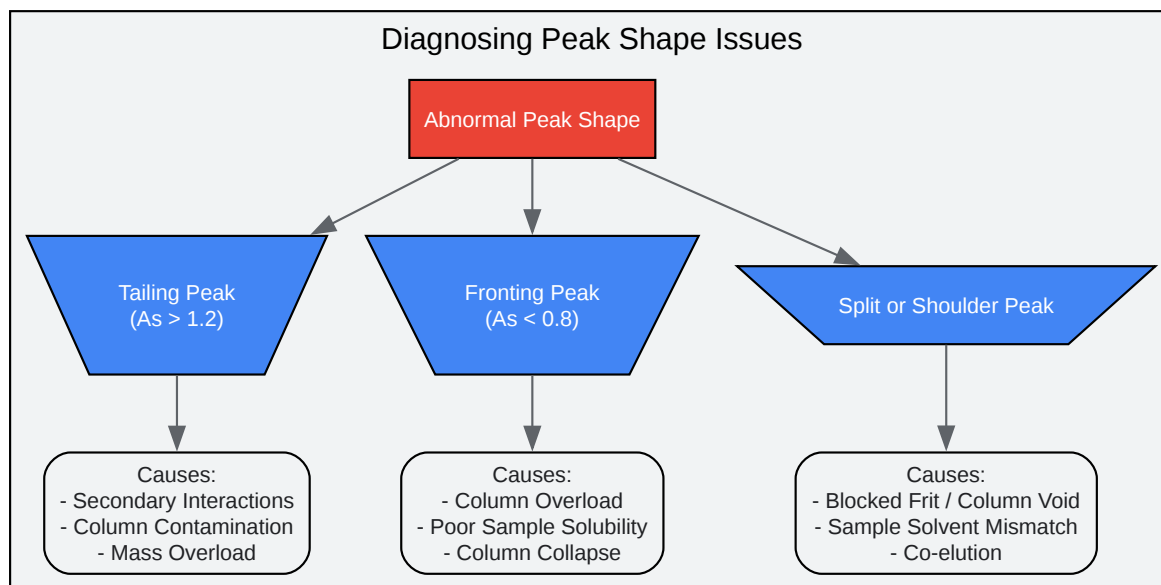 Diagnosing Peak Shape Issues
Abnormal Peak Shape
Tailing Peak
(As > 1.2)
Fronting Peak
(As < 0.8)
Split or Shoulder Peak
Causes:
- Secondary Interactions
- Column Contamination
- Mass Overload
Causes:
- Column Overload
- Poor Sample Solubility
- Column Collapse
Causes:
- Blocked Frit / Column Void
- Sample Solvent Mismatch
- Co-elution